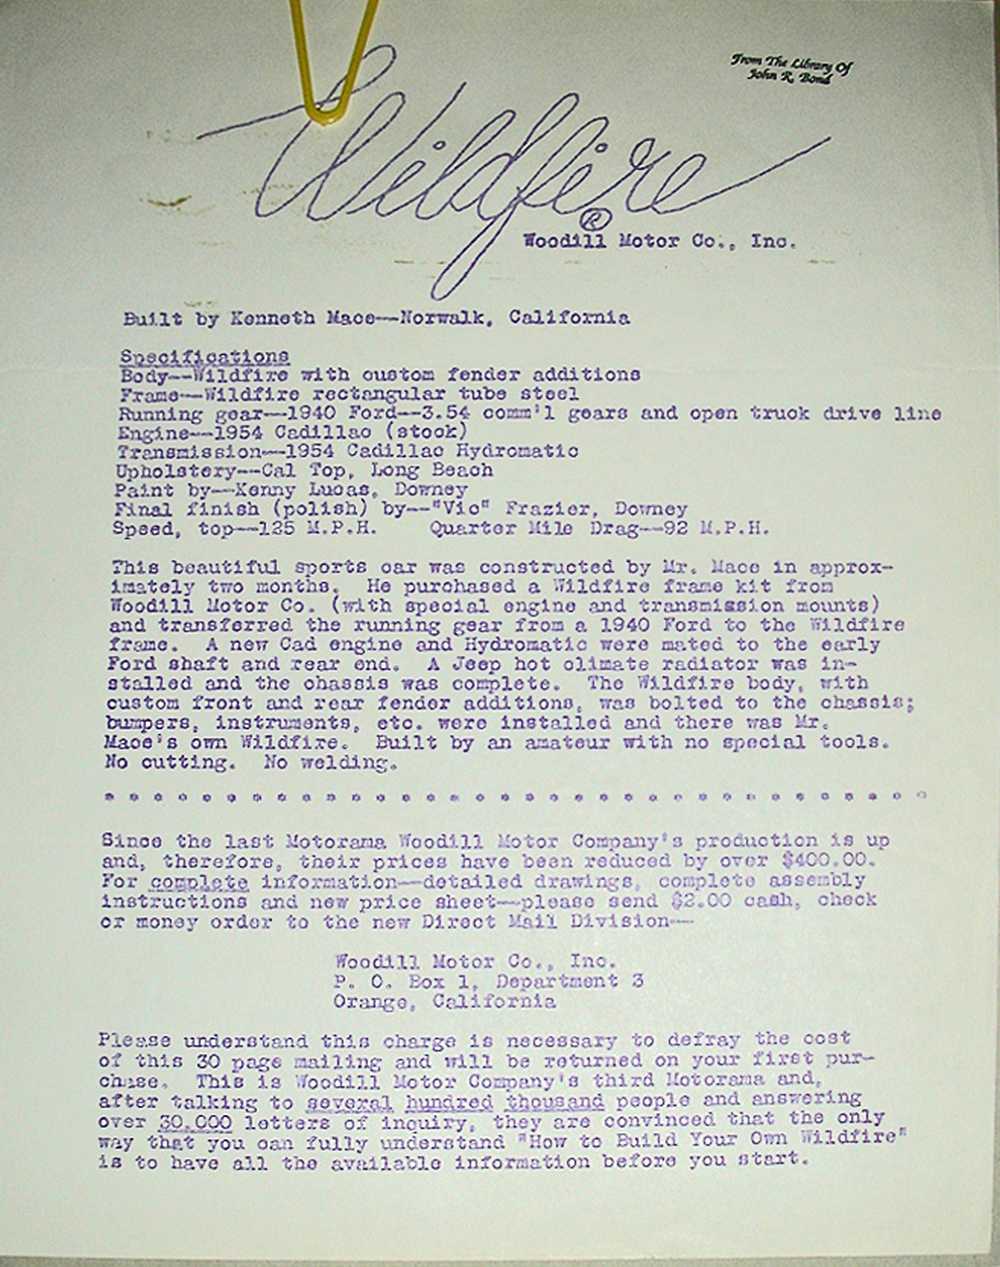 From The Library Of
John R. Bond
Wildfire
®
Woodill Motor Co., Inc.
Built by Kenneth Mace--Norwalk, California
Specifications
Body--Wildfire with custom fender additions
Frame--Wildfire rectangular tube steel
Running gear--1940 Ford--3.54 comm'l gears and open truck drive line
Engine--1954 Cadillac (stock)
Transmission--1954 Cadillac Hydromatic
Upholstery--Cal Top, Long Beach
Paint by--Kenny Lucas, Downey
Final finish (polish) by--"Vic" Frazier, Downey
Speed, top--125 M.P.H. Quarter Mile Drag--92 M.P.H.
This beautiful sports car was constructed by Mr. Mace in approx-
imately two months. He purchased a Wildfire frame kit from
Woodill Motor Co. (with special engine and transmission mounts)
and transferred the running gear from a 1940 Ford to the Wildfire
frame. A new Cad engine and Hydromatic were mated to the early
Ford shaft and rear end. A Jeep hot climate radiator was in-
stalled and the chassis was complete. The Wildfire body, with
custom front and rear fender additions, was bolted to the chassis;
bumpers, instruments, etc. were installed and there was Mr.
Mace's own Wildfire. Built by an amateur with no special tools.
No cutting. No welding.
* * * * * * * * * * * * * * * * * * * * * * * * * * * * * * * * * *
Since the last Motorama Woodill Motor Company's production is up
and, therefore, their prices have been reduced by over $400.00.
For complete information--detailed drawings, complete assembly
instructions and new price sheet--please send $2.00 cash, check
or money order to the new Direct Mail Division--
Woodill Motor Co., Inc.
P. O. Box 1, Department 3
Orange, California
Please understand this charge is necessary to defray the cost
of this 30 page mailing and will be returned on your first pur-
chase. This is Woodill Motor Company's third Motorama and,
after talking to several hundred thousand people and answering
over 30,000 letters of inquiry, they are convinced that the only
way that you can fully understand "How to Build Your Own Wildfire"
is to have all the available information before you start.